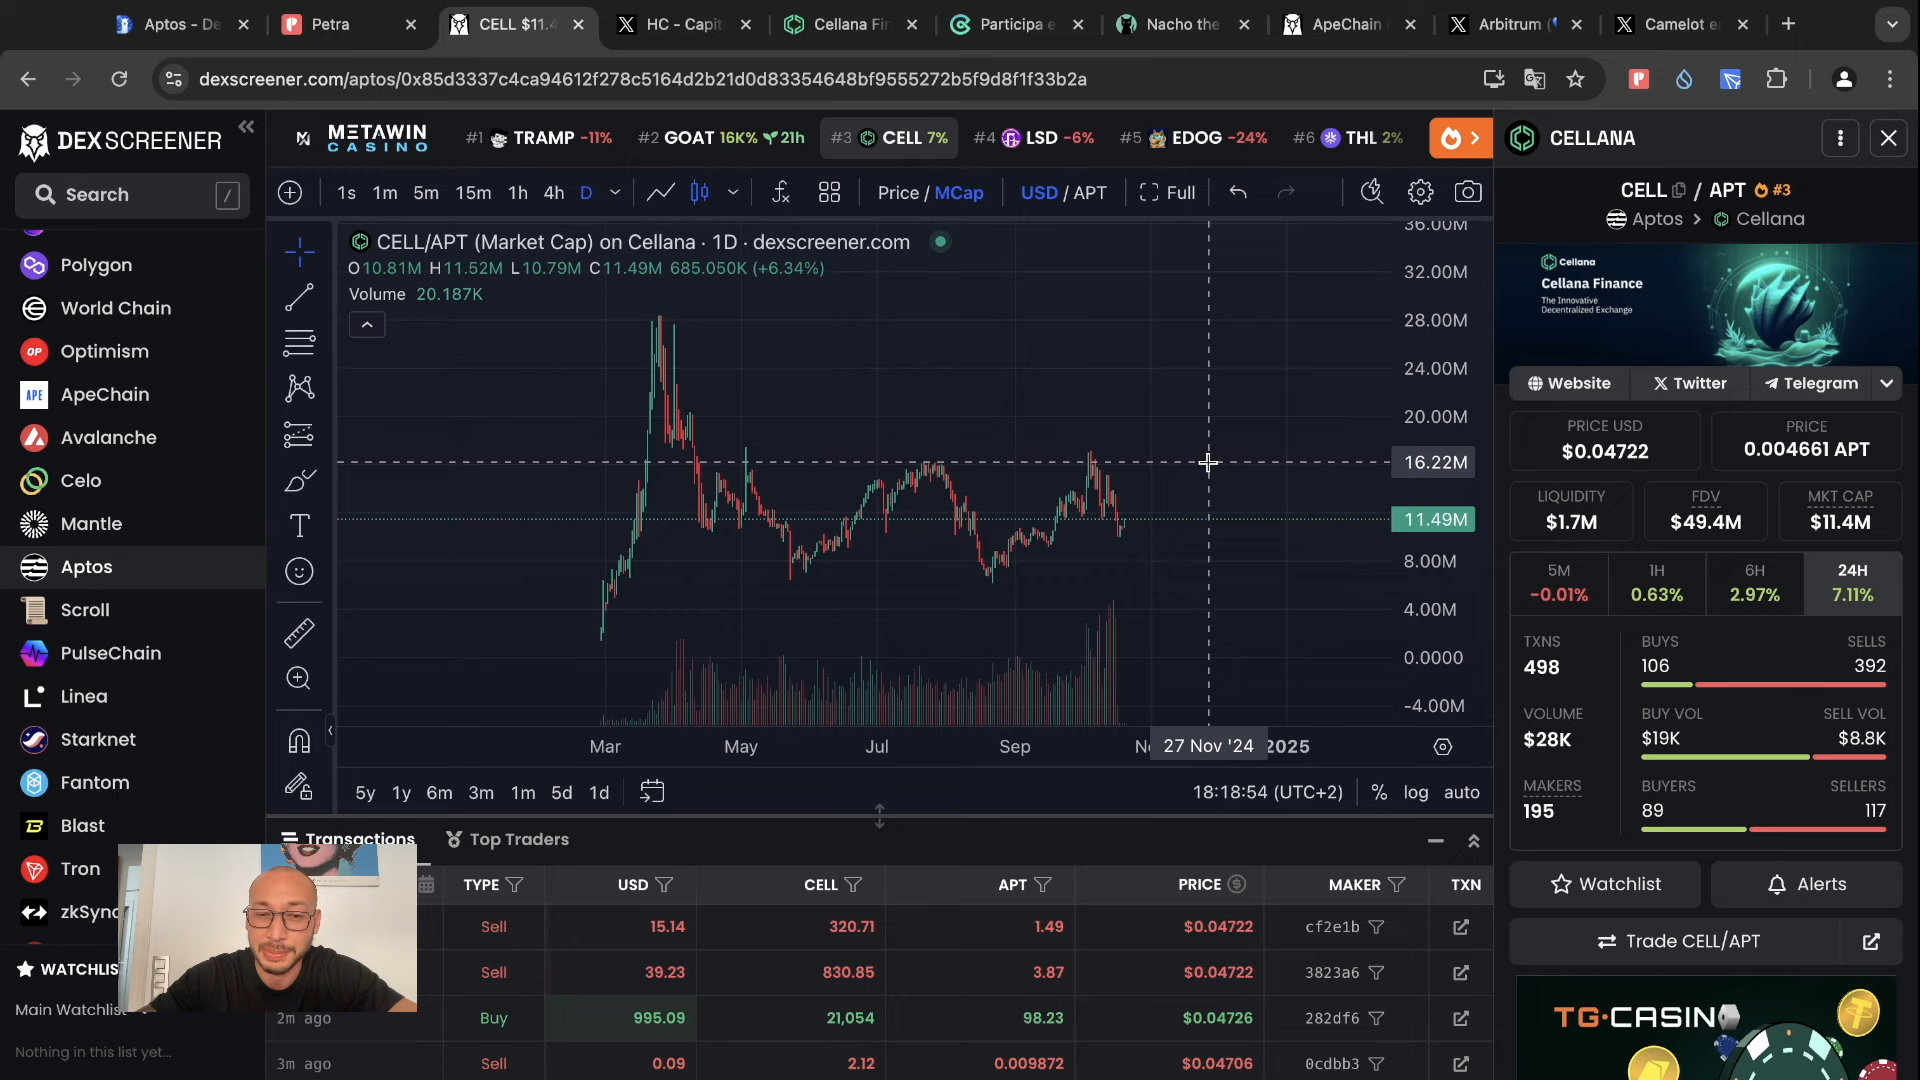 Aptos - De
Petra
CELL $11.4
HC - Capit
Cellana Fin
Participa e
Nacho the
ApeChain
Arbitrum (
Camelot e
dexscreener.com/aptos/0x85d3337c4ca94612f278c5164d2b21d0d83354648bf9555272b5f9d8f1f33b2a
DEX SCREENER
Search /
Polygon
World Chain
OP Optimism
APE ApeChain
Avalanche
Celo
Mantle
Aptos
Scroll
PulseChain
Linea
Starknet
Fantom
Blast
Tron
zkSync
WATCHLIS
Main Watchlist
Nothing in this list yet...
METAWIN
CASINO
#1 TRAMP -11%
#2 GOAT 16K% 21h
#3 CELL 7%
#4 LSD -6%
#5 EDOG -24%
#6 THL 2%
1s 1m 5m 15m 1h 4h D
Price / MCap
USD / APT
Full
CELL/APT (Market Cap) on Cellana · 1D · dexscreener.com
O10.81M H11.52M L10.79M C11.49M 685.050K (+6.34%)
Volume 20.187K
36.00M
32.00M
28.00M
24.00M
20.00M
16.22M
11.49M
8.00M
4.00M
0.0000
-4.00M
Mar May Jul Sep 27 Nov '24 2025
5y 1y 6m 3m 1m 5d 1d
18:18:54 (UTC+2) % log auto
Transactions
Top Traders
TYPE USD CELL APT PRICE MAKER TXN
Sell 15.14 320.71 1.49 $0.04722 cf2e1b
Sell 39.23 830.85 3.87 $0.04722 3823a6
2m ago Buy 995.09 21,054 98.23 $0.04726 282df6
3m ago Sell 0.09 2.12 0.009872 $0.04706 0cdbb3
CELLANA
CELL / APT #3
Aptos > Cellana
Cellana
Cellana Finance
The Innovative
Decentralized Exchange
Website
Twitter
Telegram
PRICE USD
$0.04722
PRICE
0.004661 APT
LIQUIDITY
$1.7M
FDV
$49.4M
MKT CAP
$11.4M
5M
-0.01%
1H
0.63%
6H
2.97%
24H
7.11%
TXNS
498
BUYS
106
SELLS
392
VOLUME
$28K
BUY VOL
$19K
SELL VOL
$8.8K
MAKERS
195
BUYERS
89
SELLERS
117
Watchlist
Alerts
Trade CELL/APT
TG·CASINO